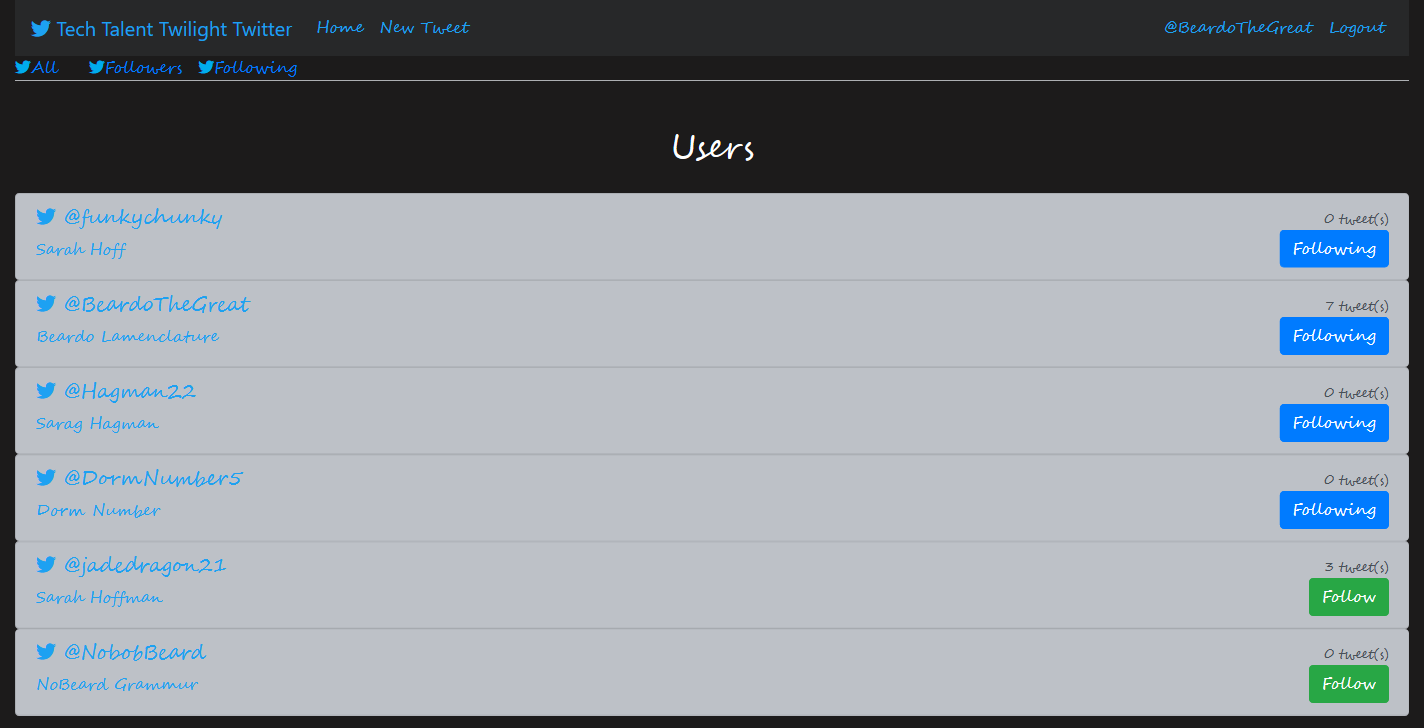 Tech Talent Twilight Twitter Home New Tweet @BeardoTheGreat Logout
All Followers Following
Users
@funkychunky 0 tweet(s)
Sarah Hoff Following
@BeardoTheGreat 7 tweet(s)
Beardo Lamenclature Following
@Hagman22 0 tweet(s)
Sarag Hagman Following
@DormNumber5 0 tweet(s)
Dorm Number Following
@jadedragon21 3 tweet(s)
Sarah Hoffman Follow
@NobobBeard 0 tweet(s)
NoBeard Grammur Follow